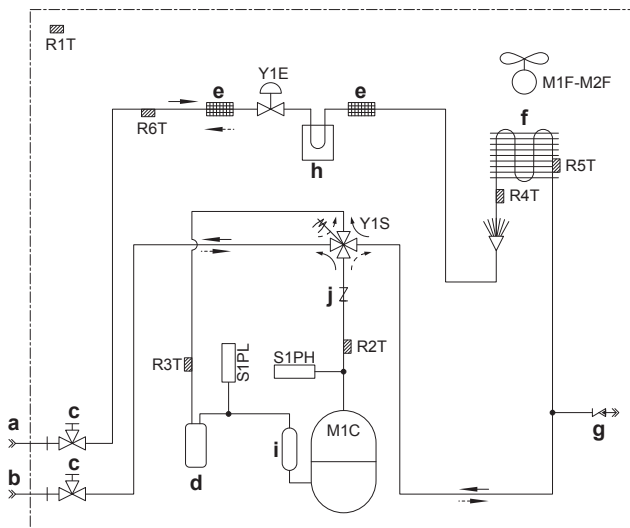 R1T
Y1E
M1F-M2F
e
e
f
R6T
h
R5T
R4T
Y1S
j
R3T
S1PL
S1PH
R2T
a
c
M1C
g
i
d
b
c